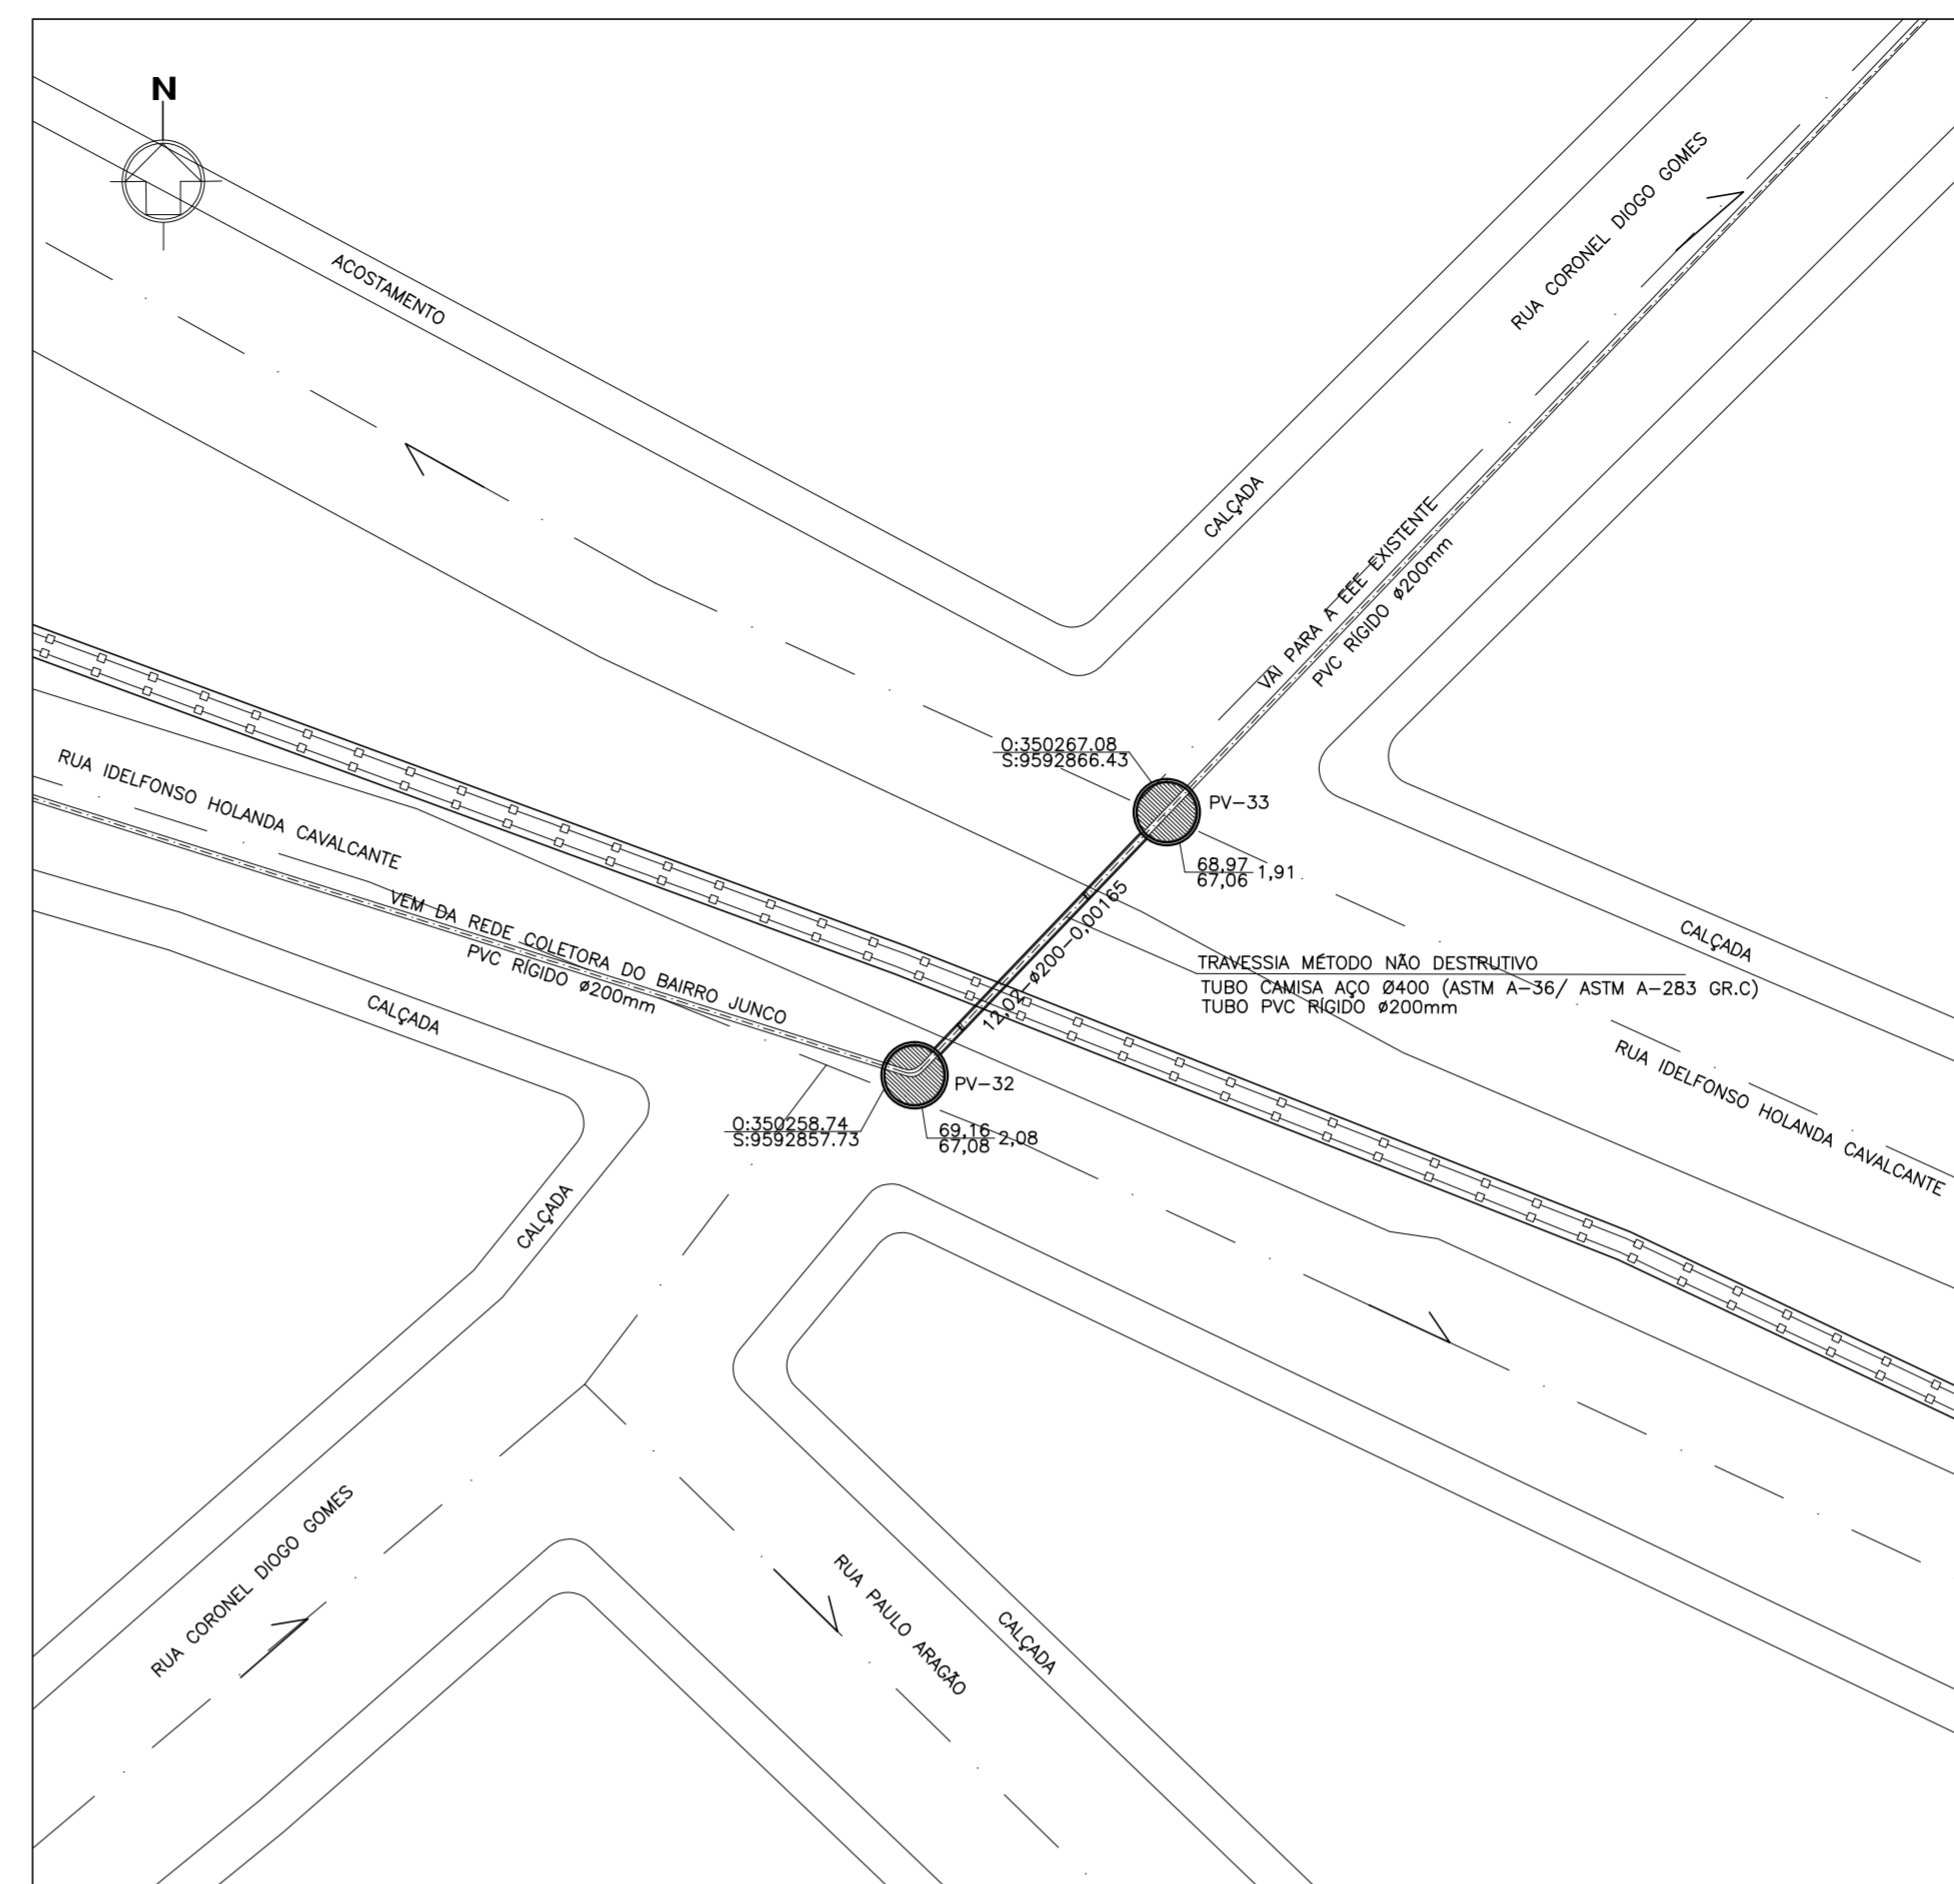 N
ACOSTAMENTO
RUA CORONEL DIOGO GOMES
CALÇADA
VAI PARA A EEE EXISTENTE
PVC RÍGIDO ø200mm
O:350267.08
S:9592866.43
PV-33
68,97
67,06
1,91
RUA IDELFONSO HOLANDA CAVALCANTE
VEM DA REDE COLETORA DO BAIRRO JUNCO
PVC RÍGIDO ø200mm
CALÇADA
12,02-ø200-0,00165
TRAVESSIA MÉTODO NÃO DESTRUTIVO
TUBO CAMISA AÇO Ø400 (ASTM A-36/ ASTM A-283 GR.C)
TUBO PVC RÍGIDO ø200mm
CALÇADA
RUA IDELFONSO HOLANDA CAVALCANTE
PV-32
O:350258.74
S:9592857.73
69,16
67,08
2,08
CALÇADA
RUA CORONEL DIOGO GOMES
RUA PAULO ARAGÃO
CALÇADA